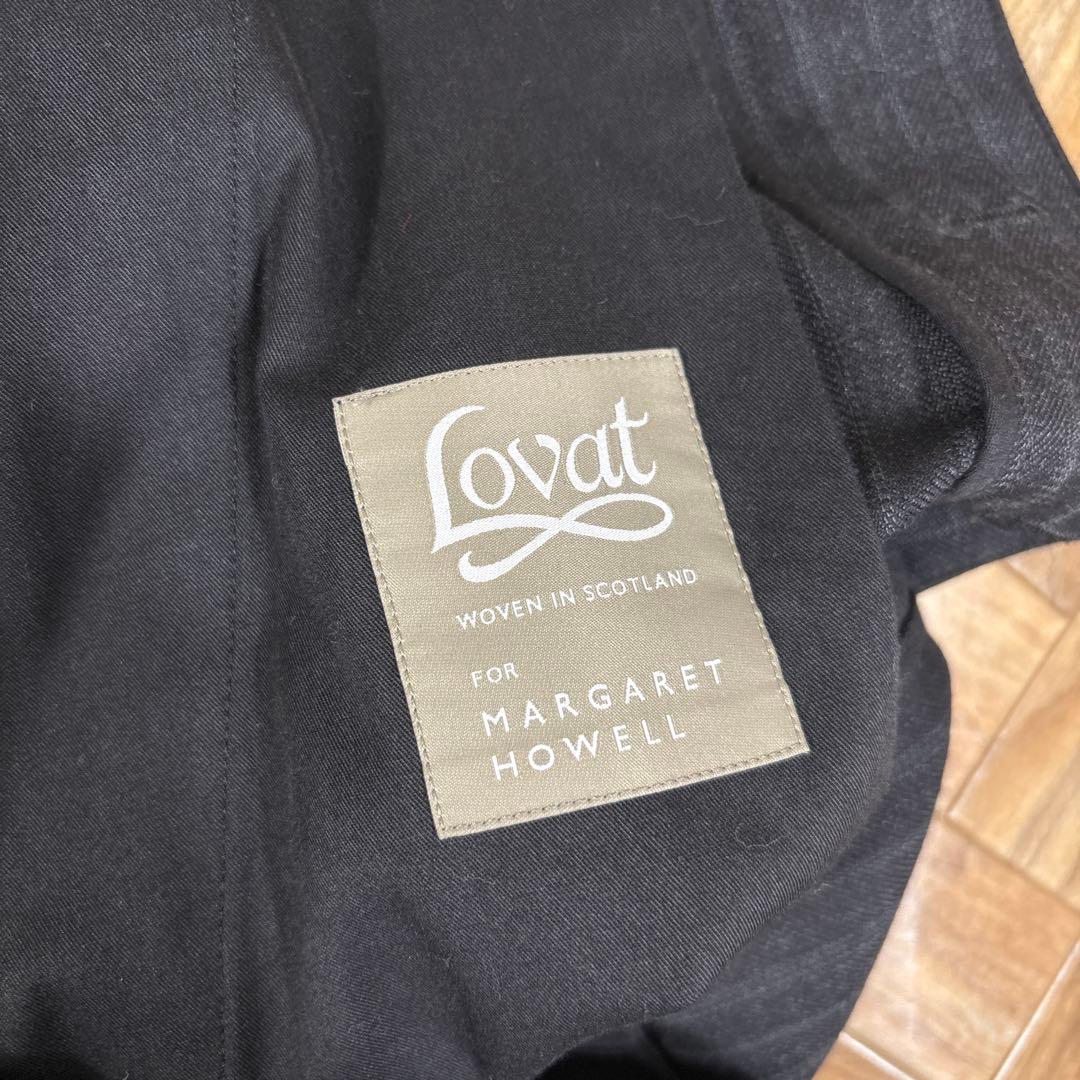 Lovat
WOVEN IN SCOTLAND
FOR
MARGARET
HOWELL